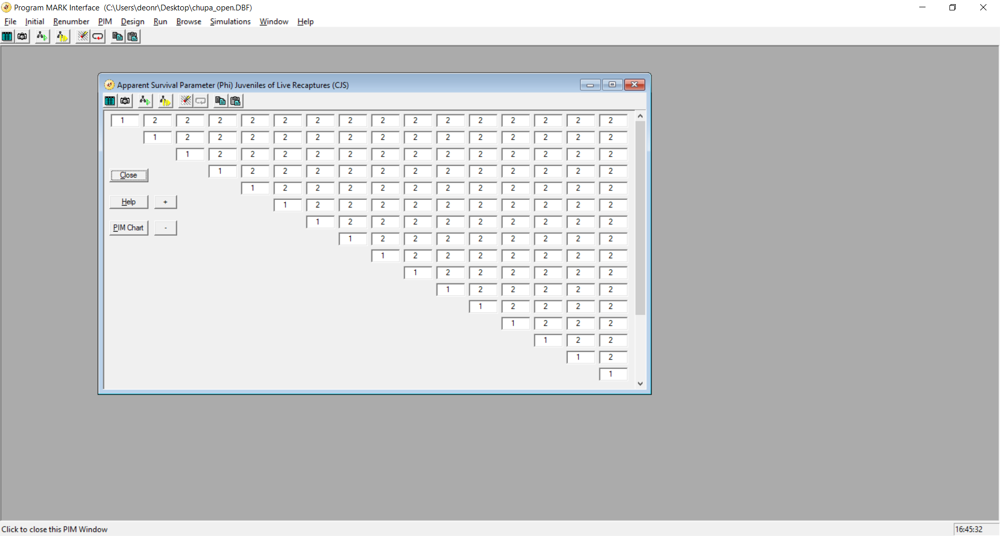 Program MARK Interface (C:\Users\deonr\Desktop\chupa_open.DBF)
File Initial Renumber PIM Design Run Browse Simulations Window Help
Apparent Survival Parameter (Phi) Juveniles of Live Recaptures (CJS)
1 2 2 2 2 2 2 2 2 2 2 2 2 2 2 2
1 2 2 2 2 2 2 2 2 2 2 2 2 2 2
1 2 2 2 2 2 2 2 2 2 2 2 2 2
Close 1 2 2 2 2 2 2 2 2 2 2 2 2
1 2 2 2 2 2 2 2 2 2 2 2
Help + 1 2 2 2 2 2 2 2 2 2 2
PIM Chart - 1 2 2 2 2 2 2 2 2 2
1 2 2 2 2 2 2 2 2
1 2 2 2 2 2 2 2
1 2 2 2 2 2 2
1 2 2 2 2 2
1 2 2 2 2
1 2 2 2
1 2 2
1 2
1
Click to close this PIM Window
16:45:32